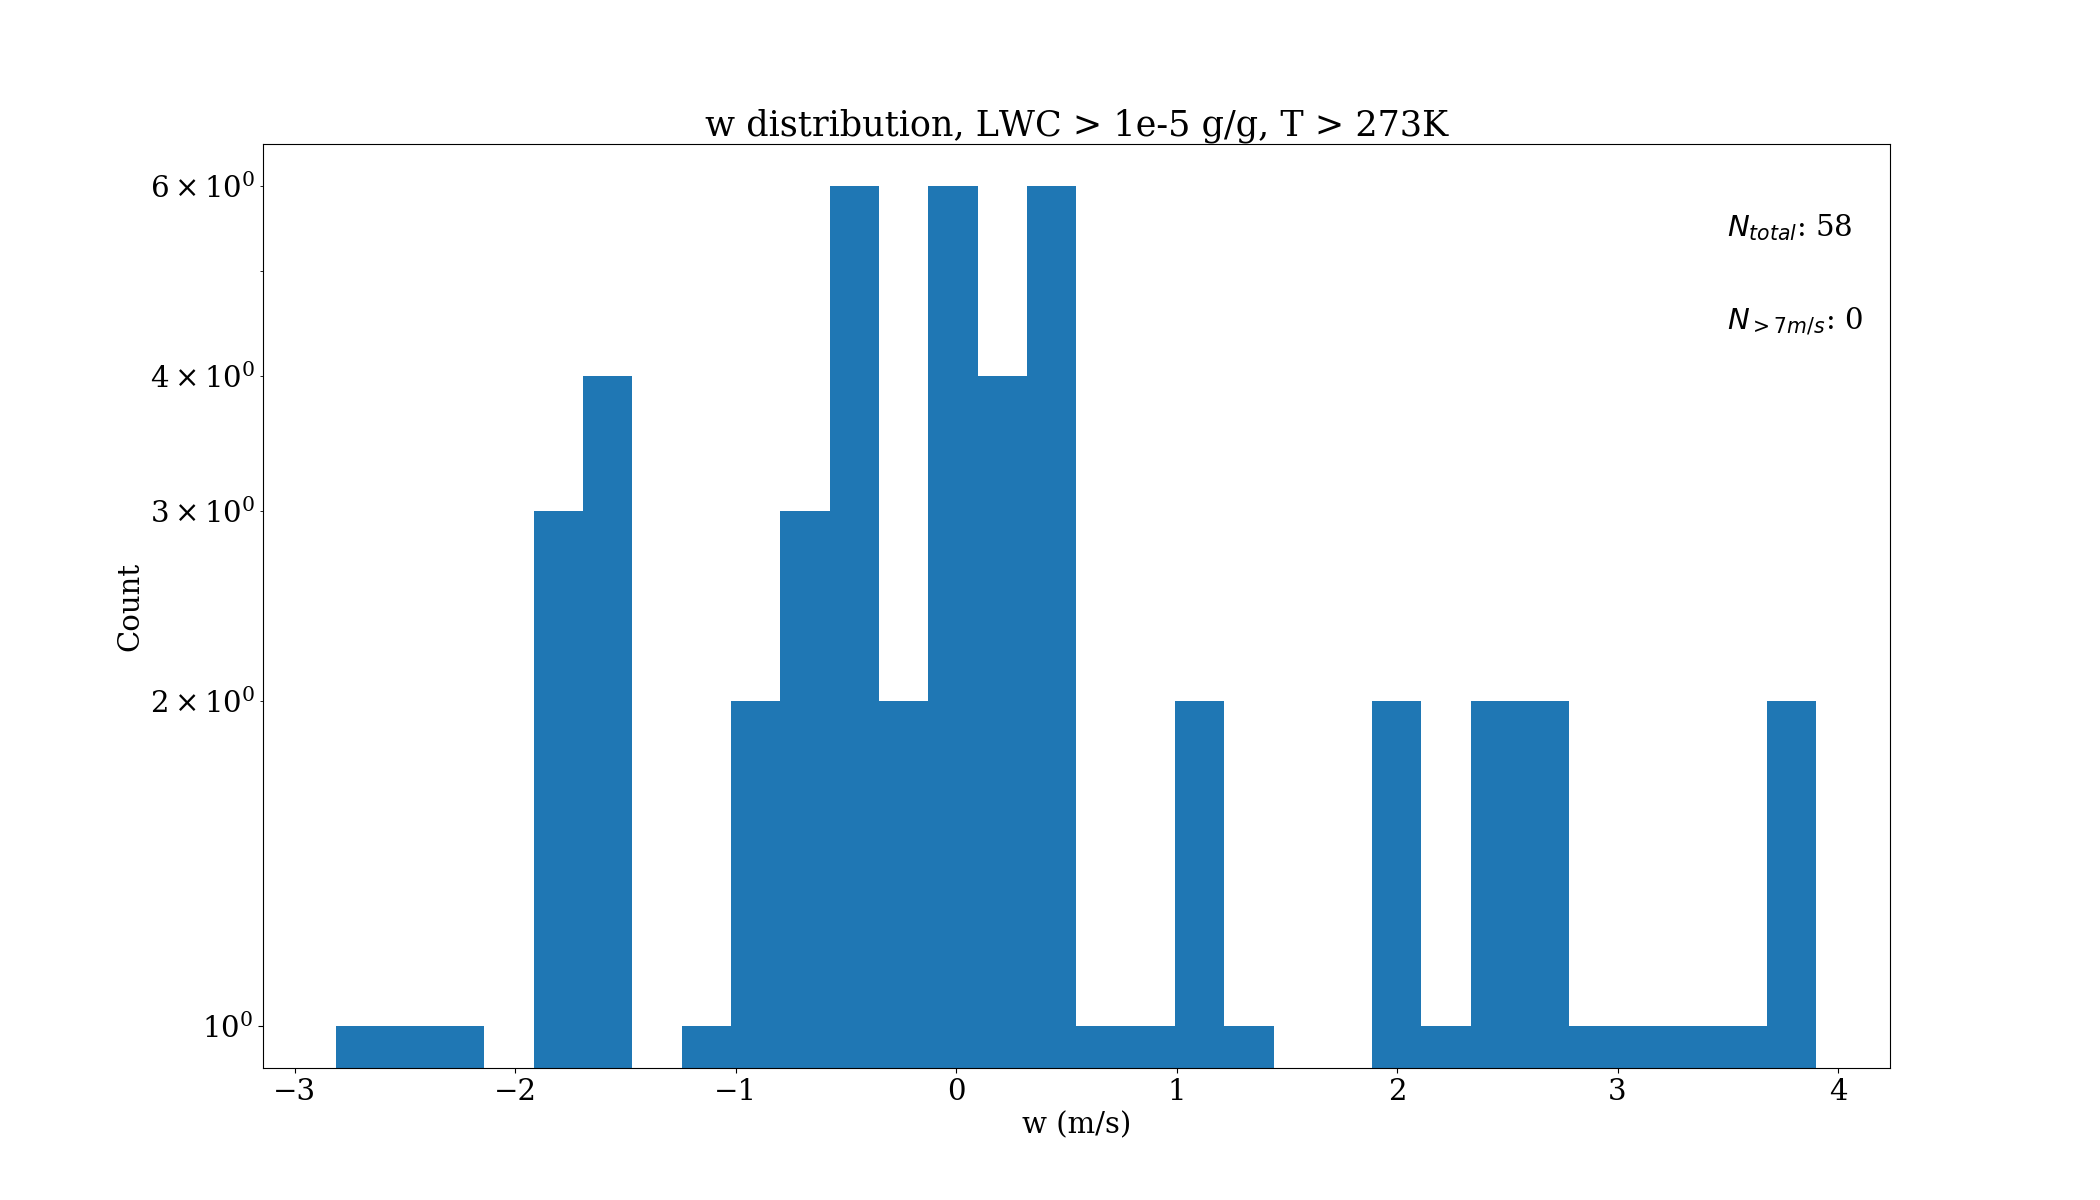 w distribution, LWC > 1e-5 g/g, T > 273K
6 × 10⁰
4 × 10⁰
3 × 10⁰
2 × 10⁰
10⁰
Count
N_total: 58
N_>7m/s: 0
−3 −2 −1 0 1 2 3 4
w (m/s)